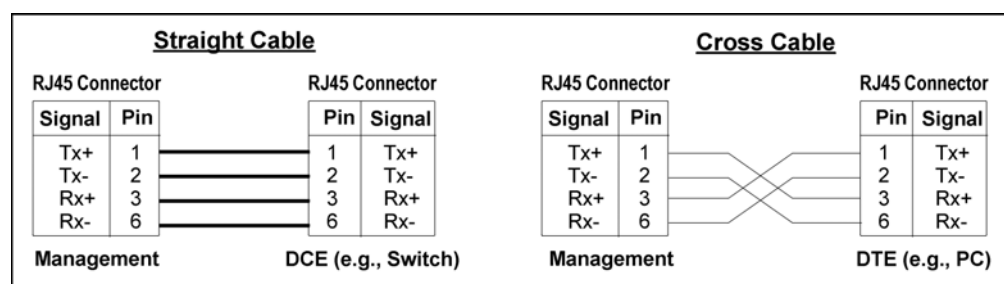 Straight Cable
RJ45 Connector RJ45 Connector
Signal Pin Pin Signal
Tx+ 1 1 Tx+
Tx- 2 2 Tx-
Rx+ 3 3 Rx+
Rx- 6 6 Rx-
Management DCE (e.g., Switch)
Cross Cable
RJ45 Connector RJ45 Connector
Signal Pin Pin Signal
Tx+ 1 1 Tx+
Tx- 2 2 Tx-
Rx+ 3 3 Rx+
Rx- 6 6 Rx-
Management DTE (e.g., PC)